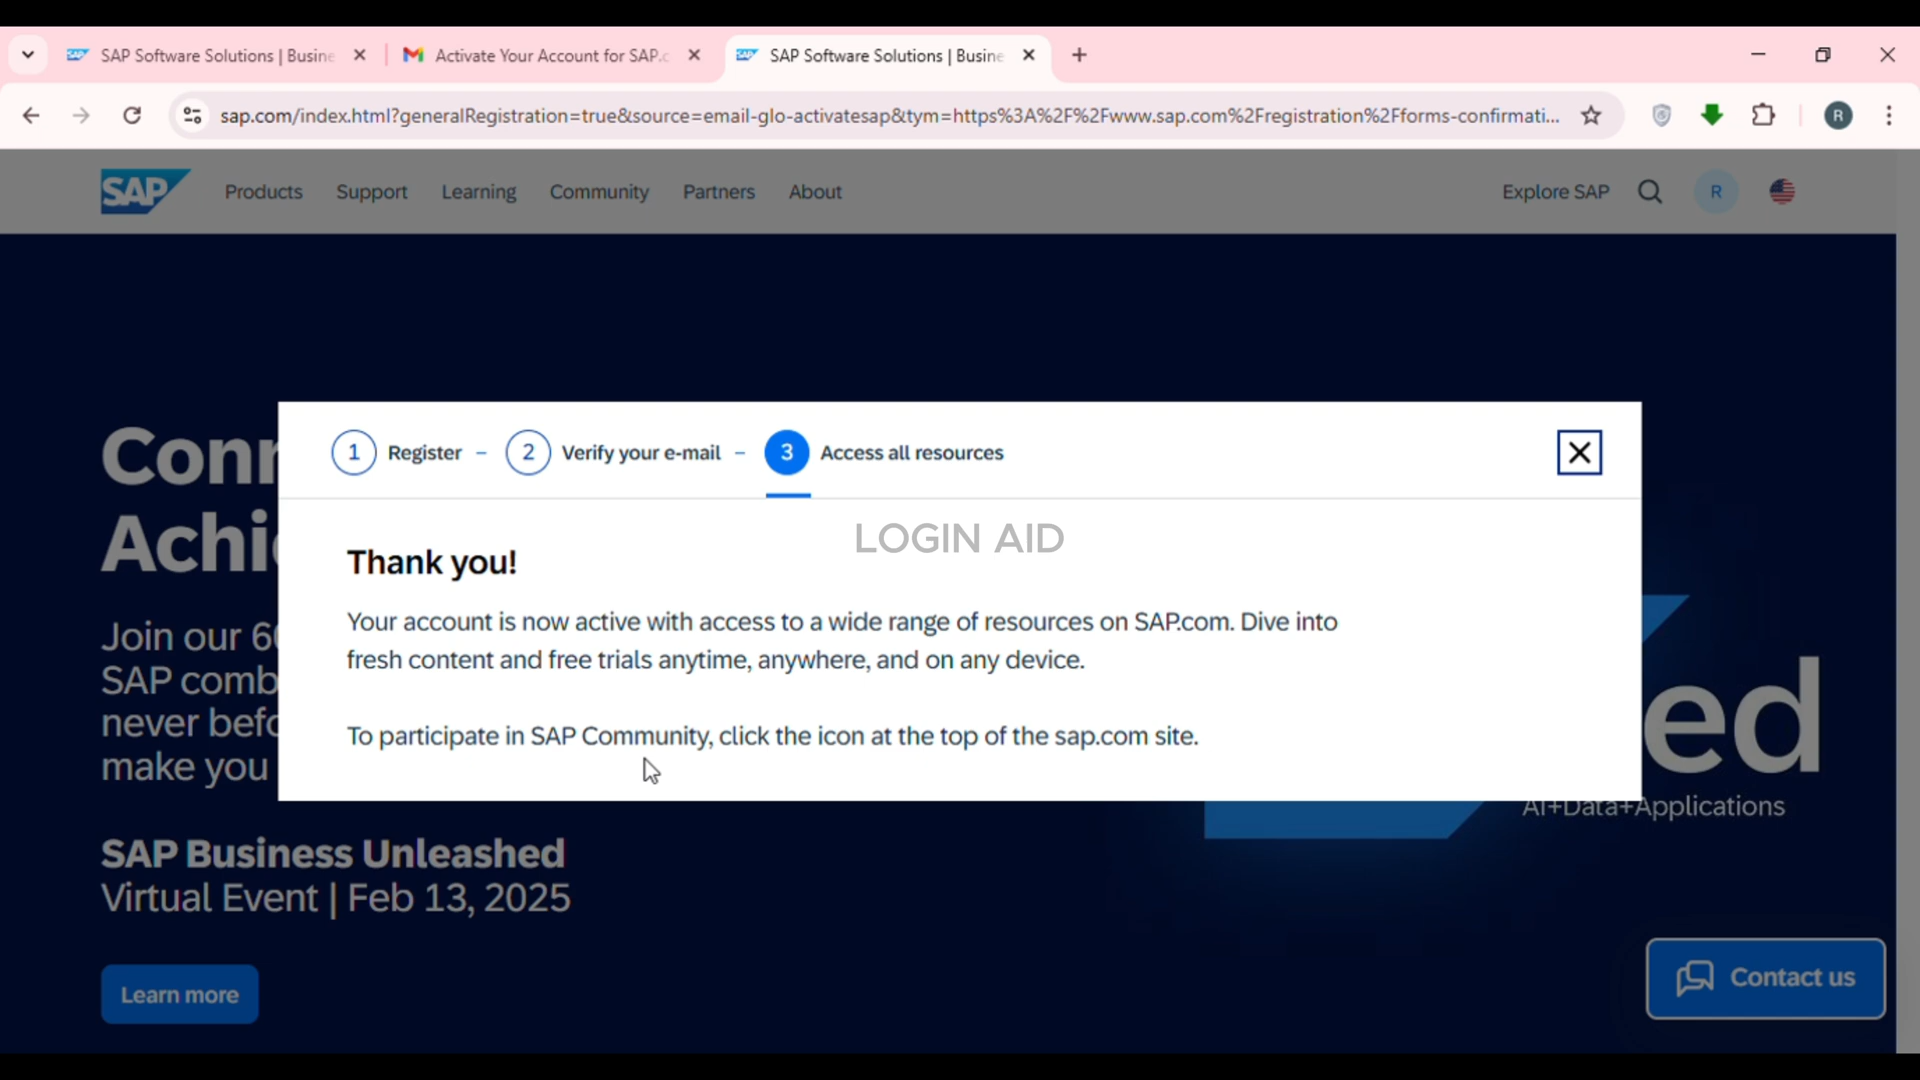 SAP Software Solutions | Busine
Activate Your Account for SAP.c
SAP Software Solutions | Busine
sap.com/index.html?generalRegistration=true&source=email-glo-activatesap&tym=https%3A%2F%2Fwww.sap.com%2Fregistration%2Fforms-confirmati...
R
SAP
Products
Support
Learning
Community
Partners
About
Explore SAP
R
1 Register - 2 Verify your e-mail - 3 Access all resources
LOGIN AID
Thank you!
Your account is now active with access to a wide range of resources on SAP.com. Dive into
fresh content and free trials anytime, anywhere, and on any device.
To participate in SAP Community, click the icon at the top of the sap.com site.
Achi
Join our 6
SAP comb
never befo
make you
ed
AI+Data+Applications
SAP Business Unleashed
Virtual Event | Feb 13, 2025
Learn more
Contact us